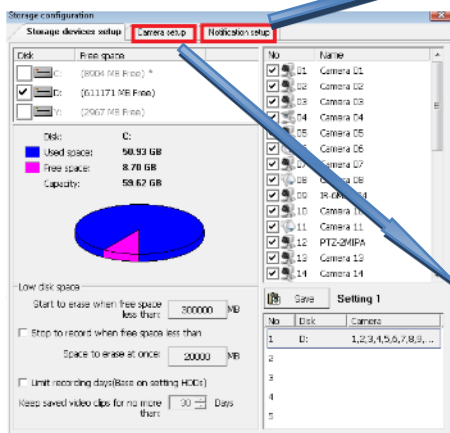 Storage configuration
Storage devices setup Camera setup Notification setup
Disk Free space
C: (8904 MB Free) *
D: (611171 MB Free)
Y: (2967 MB Free)
Disk: C:
Used space: 50.93 GB
Free space: 8.70 GB
Capacity: 59.62 GB
Low disk space
Start to erase when free space less than: 300000 MB
Stop to record when free space less than
Space to erase at once: 20000 MB
Limit recording days(Base on setting HDDs)
Keep saved video clips for no more than: 30 Days
No Name
01 Camera 01
02 Camera 02
03 Camera 03
04 Camera 04
05 Camera 05
Camera 06
07 Camera
08 Camera 08
09
10 Camera
11 Camera 11
12 PTZ-2MIPA
13 Camera 13
14 Camera 14
Save Setting 1
No Disk Camera
1 D: 1,2,3,4,5,6,7,8,9,...
2
3
4
5